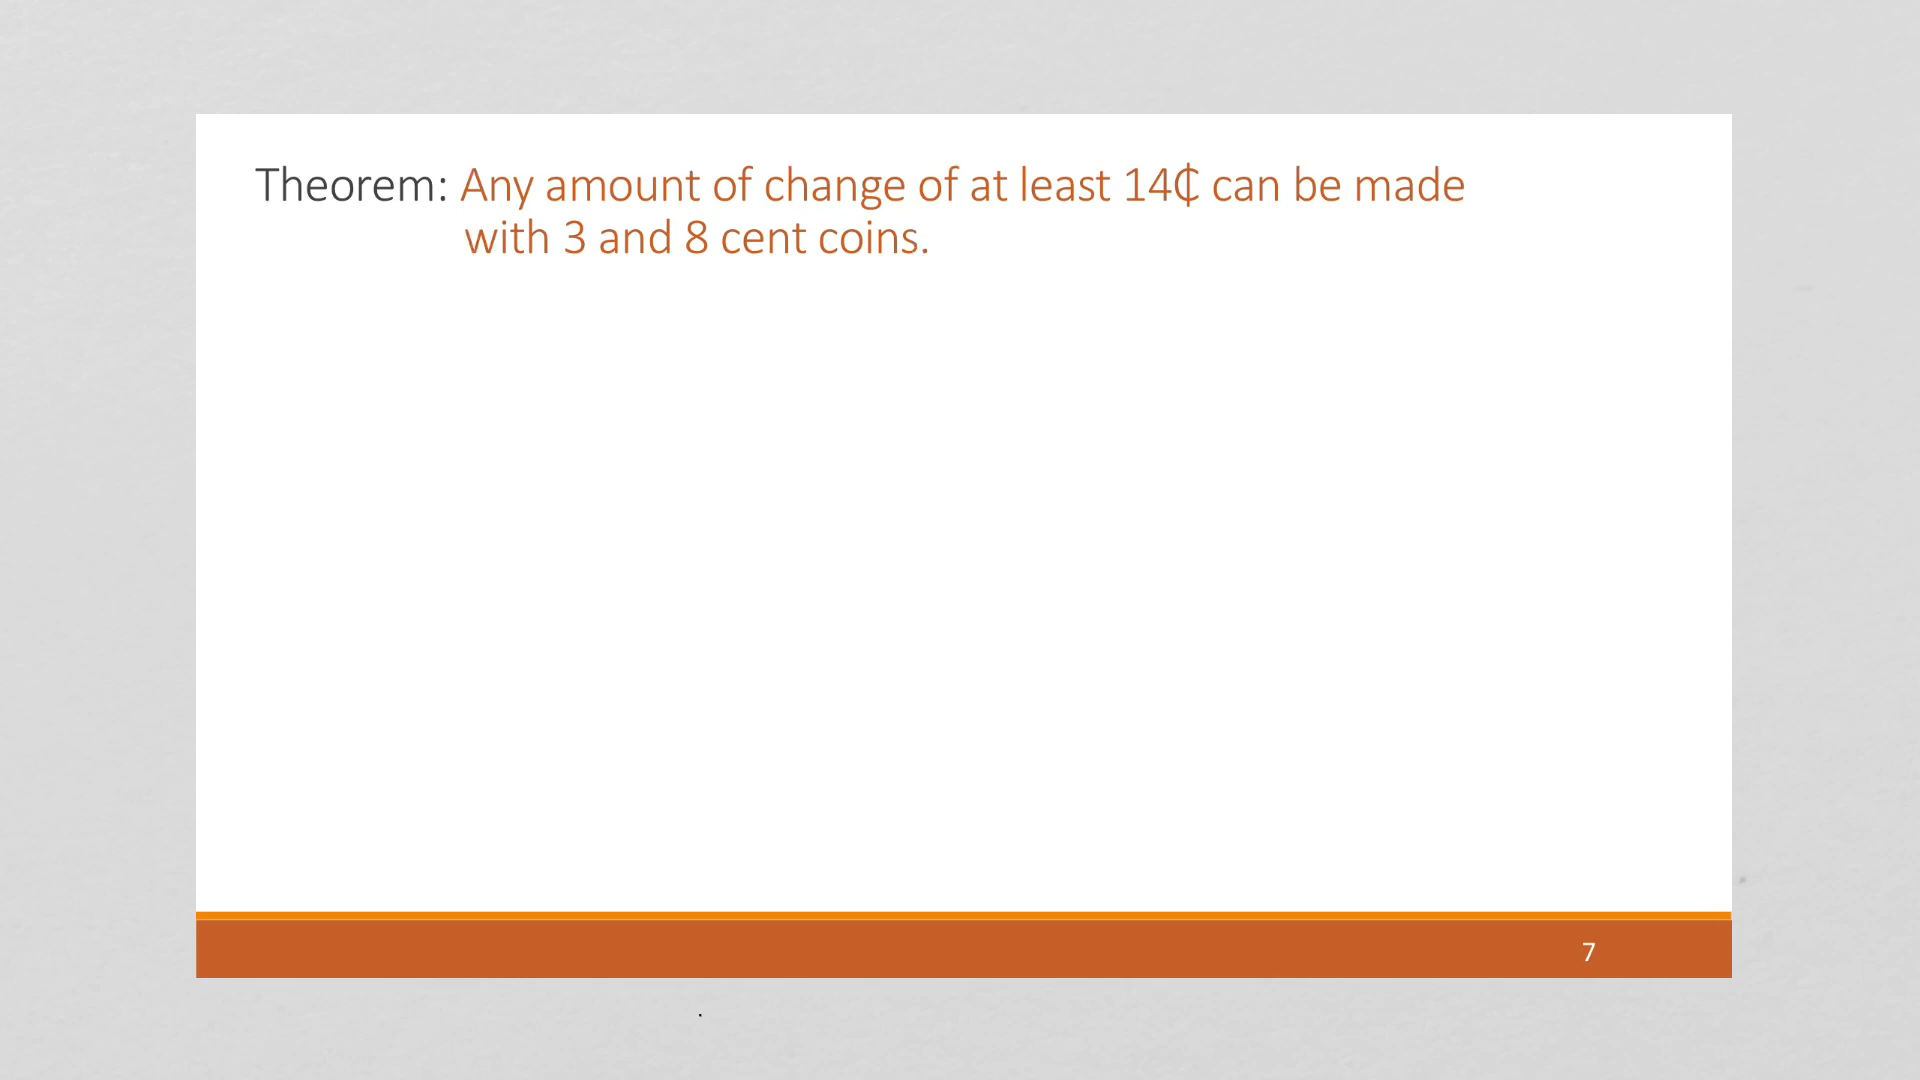 Theorem: Any amount of change of at least 14₵ can be made
with 3 and 8 cent coins.
7